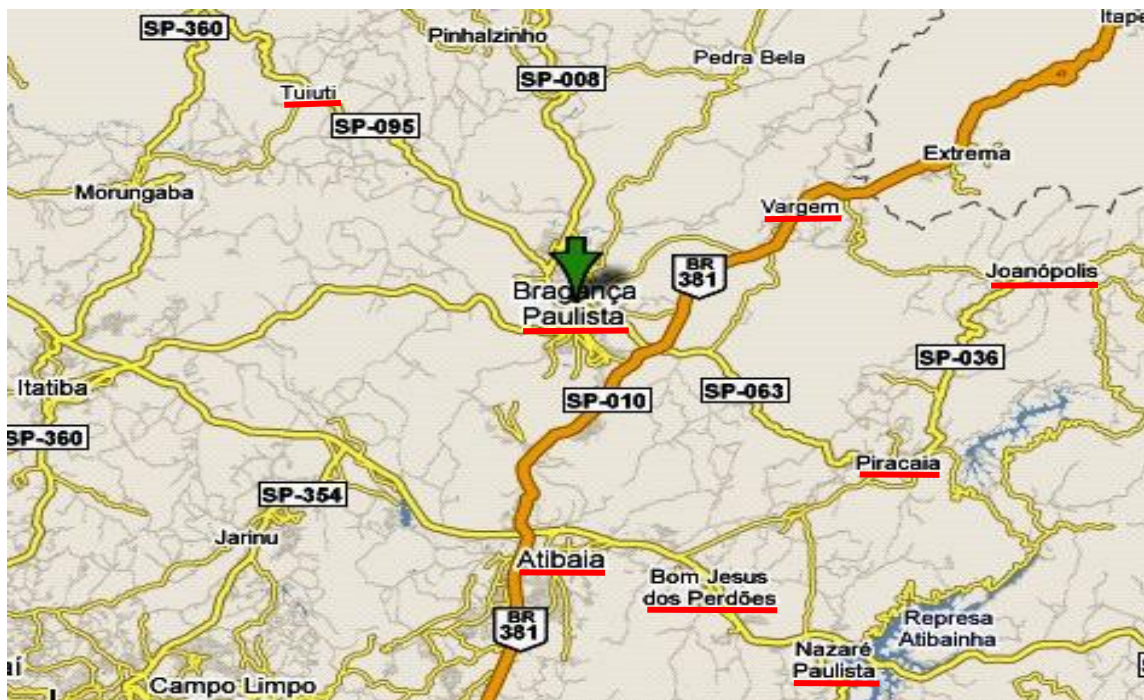 SP-360
Pinhalzinho
Pedra Bela
SP-008
Tuiuti
SP-095
Extrema
Morungaba
Vargem
BR
381
Joanópolis
Bragança
Paulista
SP-036
Itatiba
SP-010
SP-063
SP-360
Piracaia
SP-354
Jarinu
Atibaia
Bom Jesus
dos Perdões
BR
381
Represa
Atibainha
Nazaré
Paulista
Campo Limpo